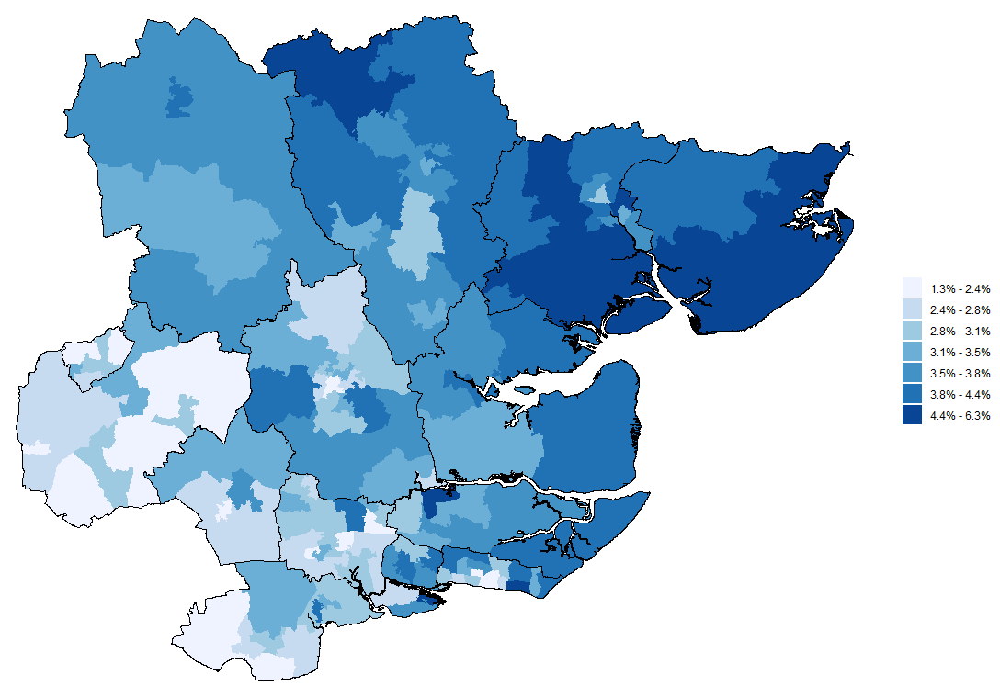 1.3% - 2.4%
2.4% - 2.8%
2.8% - 3.1%
3.1% - 3.5%
3.5% - 3.8%
3.8% - 4.4%
4.4% - 6.3%